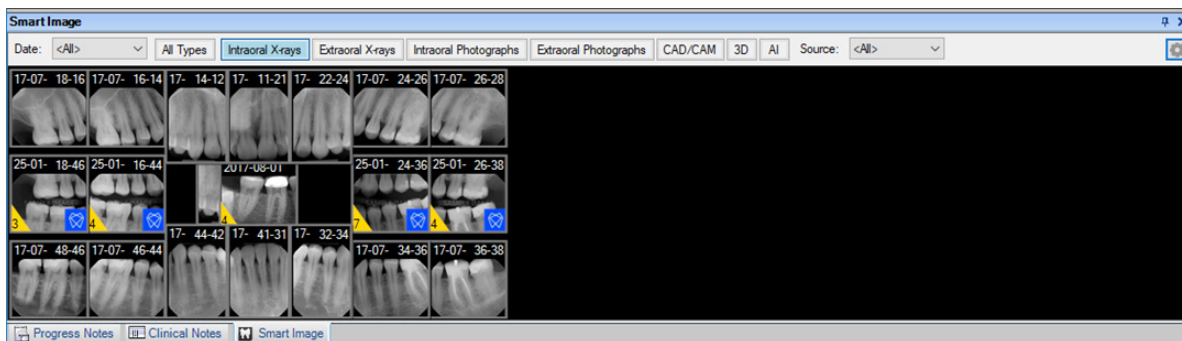 Smart Image
Date: <All> All Types Intraoral X-rays Extraoral X-rays Intraoral Photographs Extraoral Photographs CAD/CAM 3D AI Source: <All>
17-07- 18-16 17-07- 16-14 17- 14-12 17- 11-21 17- 22-24 17-07- 24-26 17-07- 26-28
25-01- 18-46 25-01- 16-44 2017-08-01 25-01- 24-36 25-01- 26-38
3 4 4 7 4
17- 44-42 17- 41-31 17- 32-34
17-07- 48-46 17-07- 46-44 17-07- 34-36 17-07- 36-38
Progress Notes Clinical Notes Smart Image